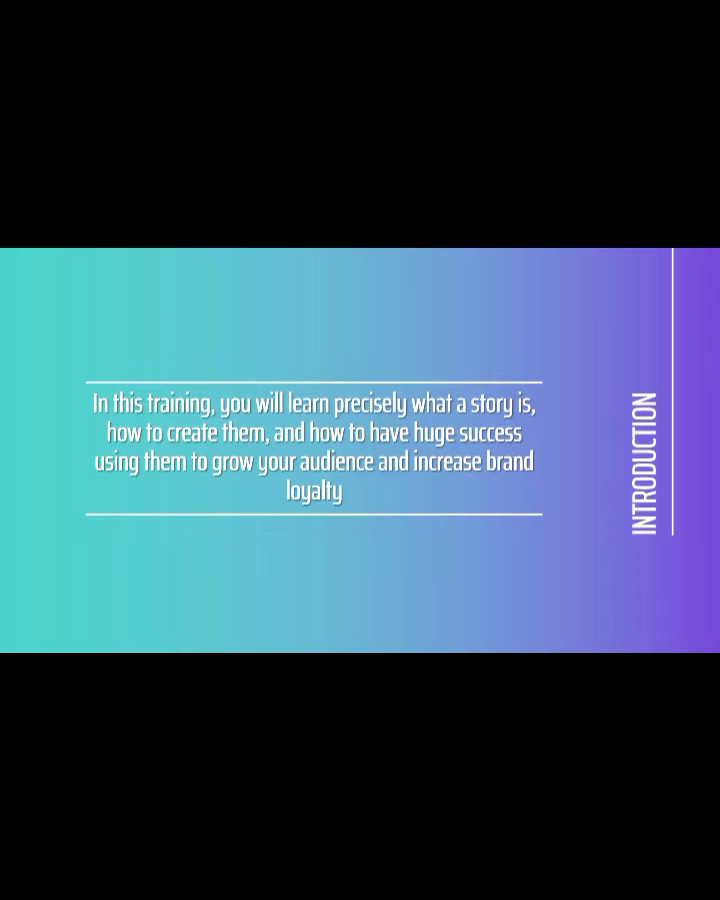 In this training, you will learn precisely what a story is,
how to create them, and how to have huge success
using them to grow your audience and increase brand
loyalty
INTRODUCTION